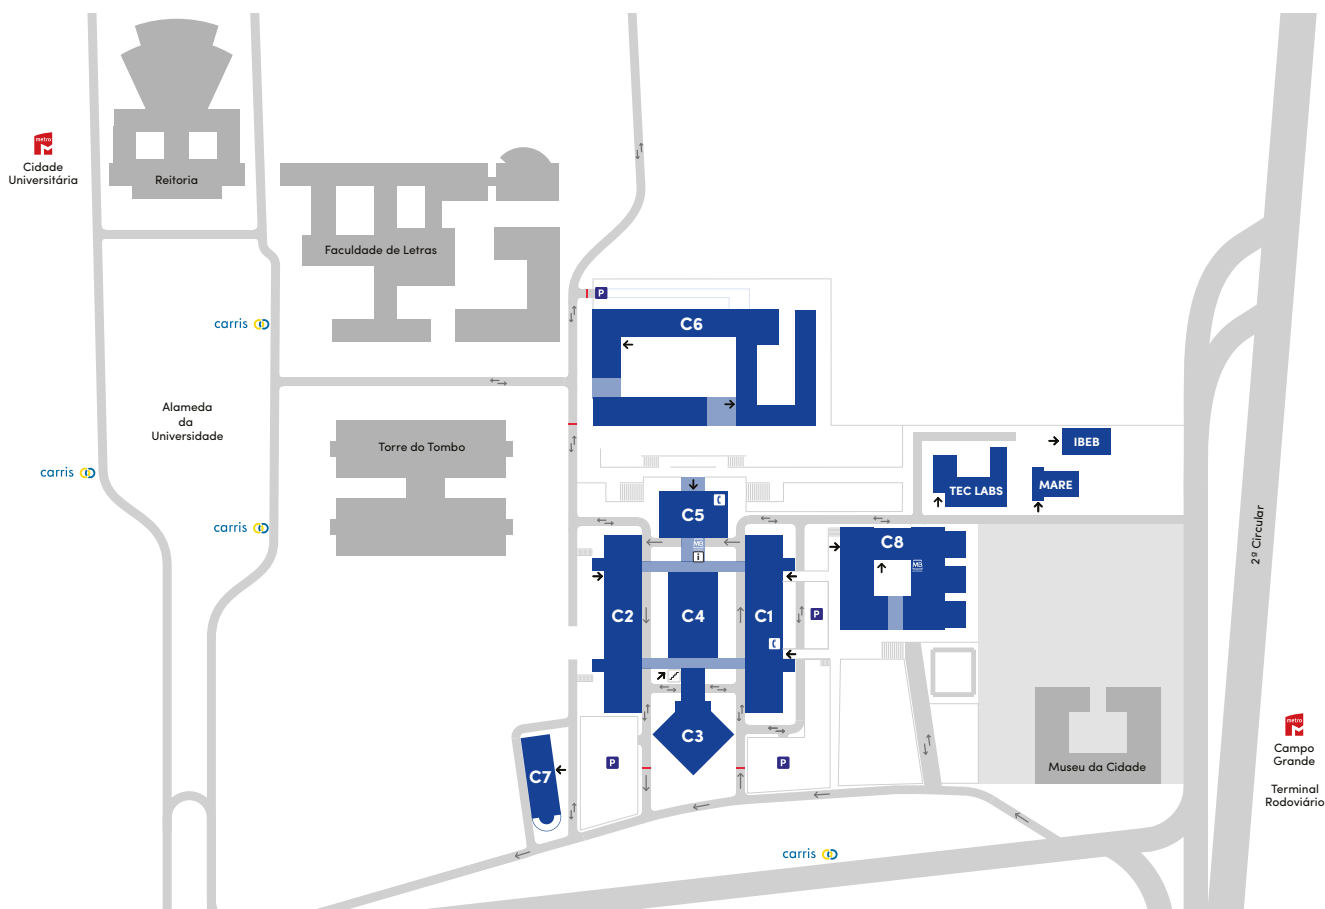 metro
Cidade
Universitária
Reitoria
Faculdade de Letras
P
carris
C6
Alameda
da
Universidade
Torre do Tombo
IBEB
carris
TEC LABS
MARE
C5
carris
2ª Circular
C8
MB
i
MB
C2
C4
C1
P
metro
Campo
Grande
Terminal
Rodoviário
C3
P
P
C7
Museu da Cidade
carris